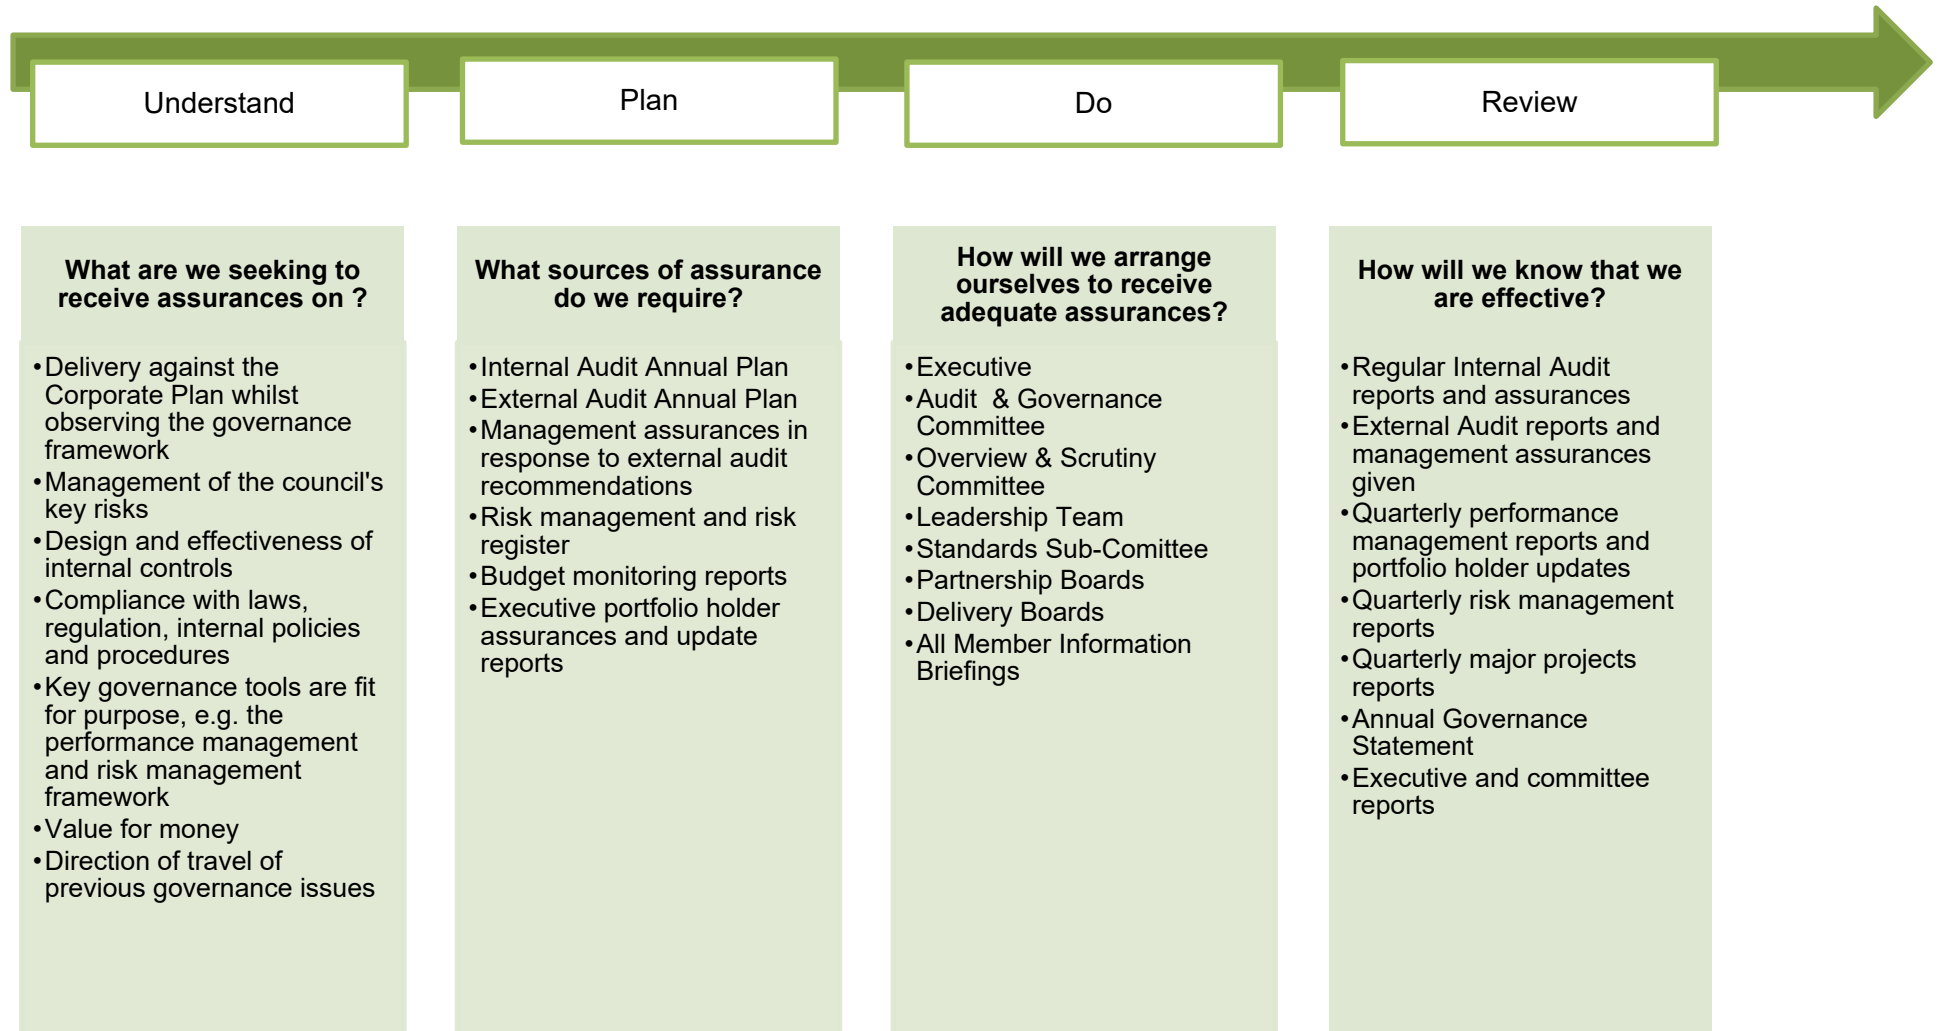 Understand
Plan
Do
Review
What are we seeking to
receive assurances on ?
•Delivery against the
Corporate Plan whilst
observing the governance
framework
•Management of the council's
key risks
•Design and effectiveness of
internal controls
•Compliance with laws,
regulation, internal policies
and procedures
•Key governance tools are fit
for purpose, e.g. the
performance management
and risk management
framework
•Value for money
•Direction of travel of
previous governance issues
What sources of assurance
do we require?
•Internal Audit Annual Plan
•External Audit Annual Plan
•Management assurances in
response to external audit
recommendations
•Risk management and risk
register
•Budget monitoring reports
•Executive portfolio holder
assurances and update
reports
How will we arrange
ourselves to receive
adequate assurances?
•Executive
•Audit  & Governance
Committee
•Overview & Scrutiny
Committee
•Leadership Team
•Standards Sub-Comittee
•Partnership Boards
•Delivery Boards
•All Member Information
Briefings
How will we know that we
are effective?
•Regular Internal Audit
reports and assurances
•External Audit reports and
management assurances
given
•Quarterly performance
management reports and
portfolio holder updates
•Quarterly risk management
reports
•Quarterly major projects
reports
•Annual Governance
Statement
•Executive and committee
reports